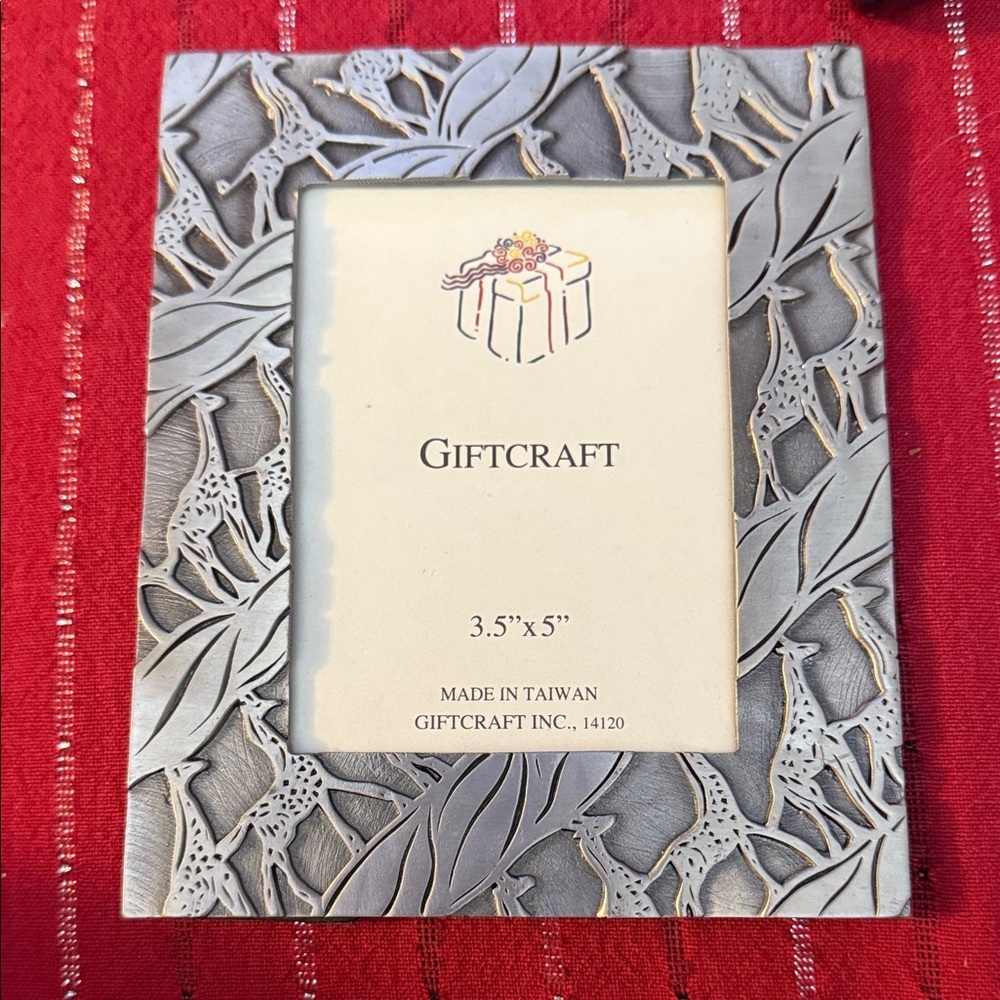 GIFTCRAFT
3.5”x 5”
MADE IN TAIWAN
GIFTCRAFT INC., 14120